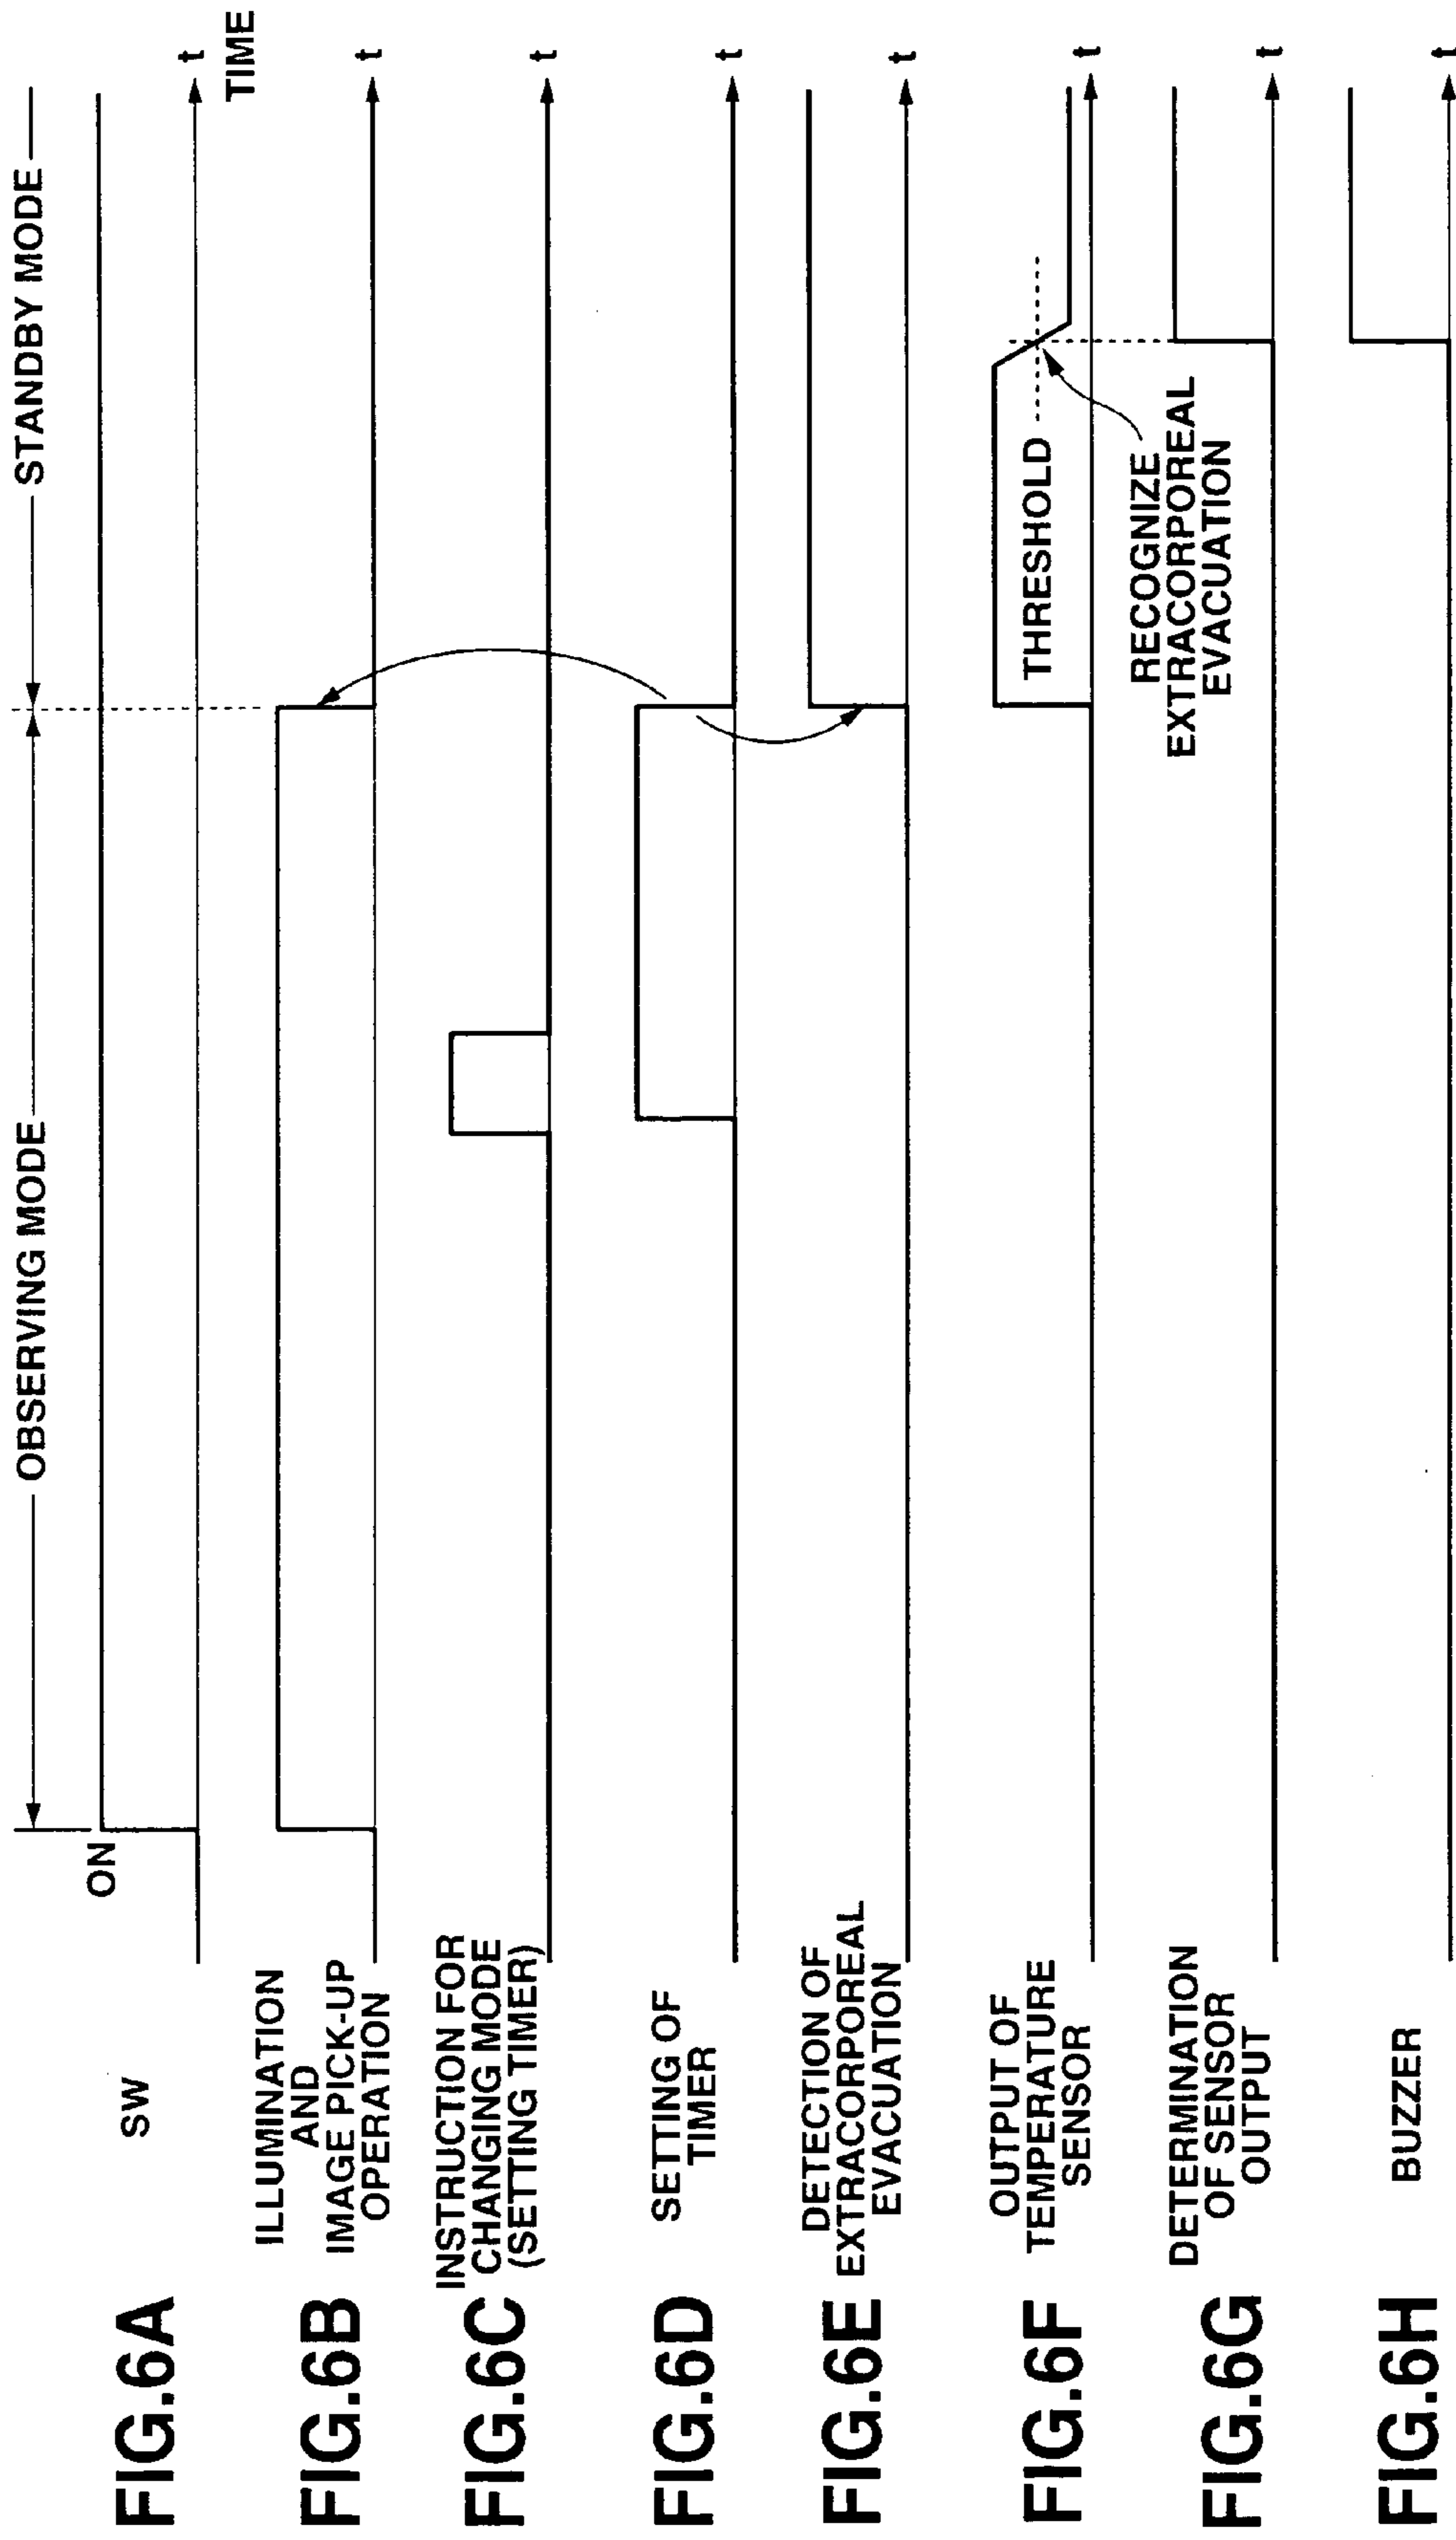 OBSERVING MODE
STANDBY MODE
FIG.6A
SW
ON
t
TIME
FIG.6B
ILLUMINATION
AND
IMAGE PICK-UP
OPERATION
t
FIG.6C
INSTRUCTION FOR
CHANGING MODE
(SETTING TIMER)
t
FIG.6D
SETTING OF
TIMER
t
FIG.6E
DETECTION OF
EXTRACORPOREAL
EVACUATION
t
FIG.6F
OUTPUT OF
TEMPERATURE
SENSOR
THRESHOLD
t
RECOGNIZE
EXTRACORPOREAL
EVACUATION
FIG.6G
DETERMINATION
OF SENSOR
OUTPUT
t
FIG.6H
BUZZER
t